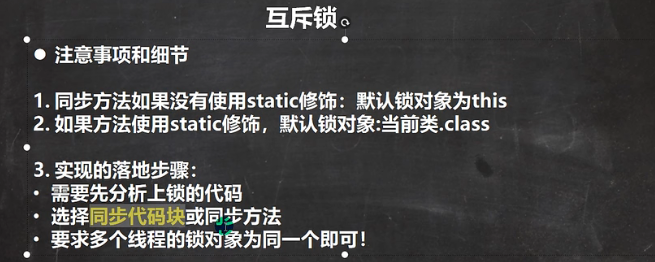 互斥锁
● 注意事项和细节
1. 同步方法如果没有使用static修饰：默认锁对象为this
2. 如果方法使用static修饰，默认锁对象:当前类.class
3. 实现的落地步骤：
• 需要先分析上锁的代码
• 选择同步代码块或同步方法
• 要求多个线程的锁对象为同一个即可!